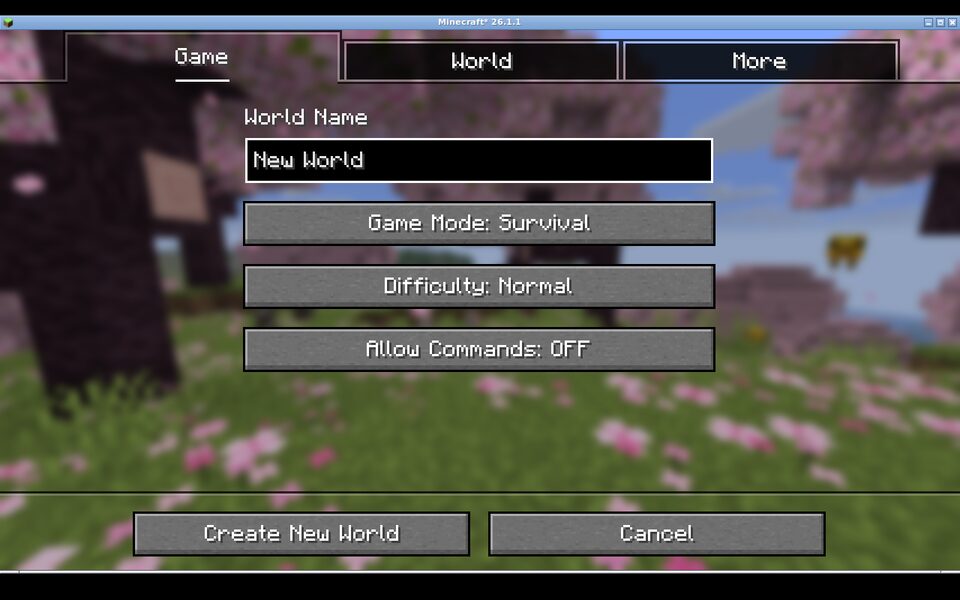 Minecraft* 26.1.1
Game
World
More
World Name
New World
Game Mode: Survival
Difficulty: Normal
Allow Commands: OFF
Create New World
Cancel